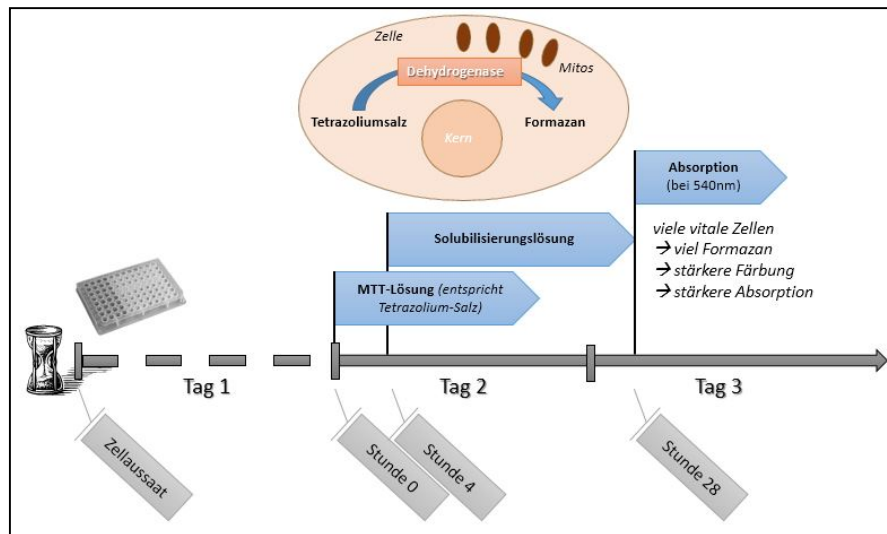 Zelle
Dehydrogenase
Mitos
Tetrazoliumsalz
Formazan
Kern
Absorption
(bei 540nm)
Solubilisierungslösung
viele vitale Zellen
→ viel Formazan
→ stärkere Färbung
→ stärkere Absorption
MTT-Lösung (entspricht
Tetrazolium-Salz)
Tag 1
Tag 2
Tag 3
Zellaussaat
Stunde 0
Stunde 4
Stunde 28